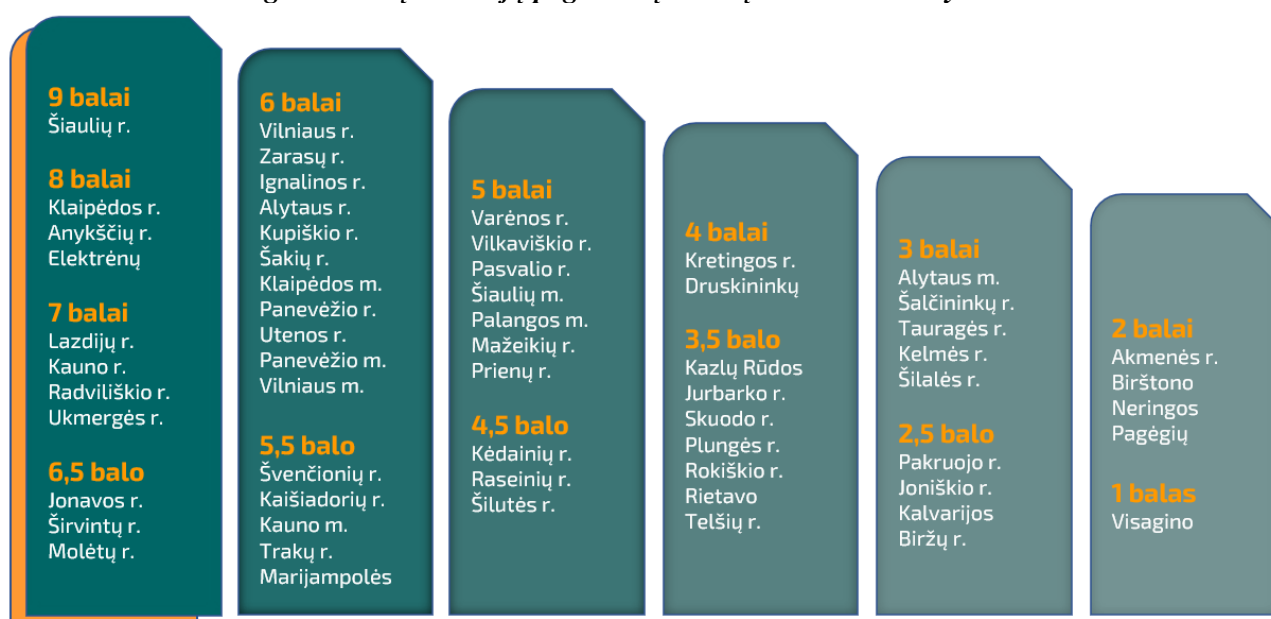 9 balai
Šiaulių r.
8 balai
Klaipėdos r.
Anykščių r.
Elektrėnų
7 balai
Lazdijų r.
Kauno r.
Radviliškio r.
Ukmergės r.
6,5 balo
Jonavos r.
Širvintų r.
Molėtų r.
6 balai
Vilniaus r.
Zarasų r.
Ignalinos r.
Alytaus r.
Kupiškio r.
Šakių r.
Klaipėdos m.
Panevėžio r.
Utenos r.
Panevėžio m.
Vilniaus m.
5,5 balo
Švenčionių r.
Kaišiadorių r.
Kauno m.
Trakų r.
Marijampolės
5 balai
Varėnos r.
Vilkaviškio r.
Pasvalio r.
Šiaulių m.
Palangos m.
Mažeikių r.
Prienų r.
4,5 balo
Kėdainių r.
Raseinių r.
Šilutės r.
4 balai
Kretingos r.
Druskininkų
3,5 balo
Kazlų Rūdos
Jurbarko r.
Skuodo r.
Plungės r.
Rokiškio r.
Rietavo
Telšių r.
3 balai
Alytaus m.
Šalčininkų r.
Tauragės r.
Kelmės r.
Šilalės r.
2,5 balo
Pakruojo r.
Joniškio r.
Kalvarijos
Biržų r.
2 balai
Akmenės r.
Birštono
Neringos
Pagėgių
1 balas
Visagino